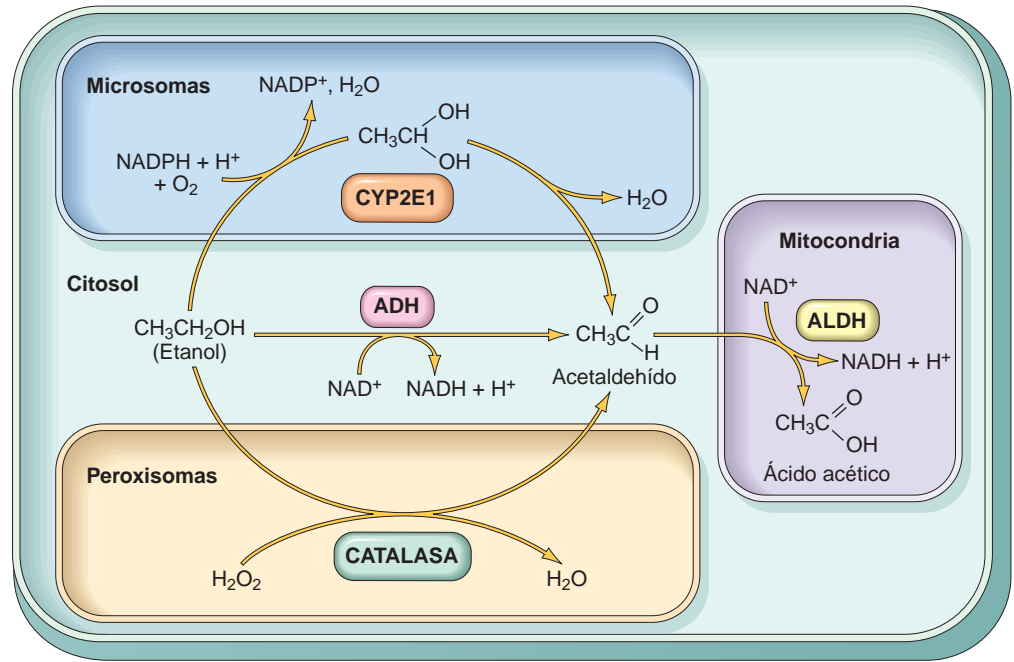 Microsomas
NADP⁺, H₂O
OH
CH₃CH
OH
NADPH + H⁺
+ O₂
CYP2E1
H₂O
Mitocondria
Citosol
NAD⁺
ADH
ALDH
CH₃CH₂OH
(Etanol)
O
CH₃C
H
NADH + H⁺
NAD⁺
NADH + H⁺
Acetaldehído
O
CH₃C
OH
Ácido acético
Peroxisomas
CATALASA
H₂O₂
H₂O